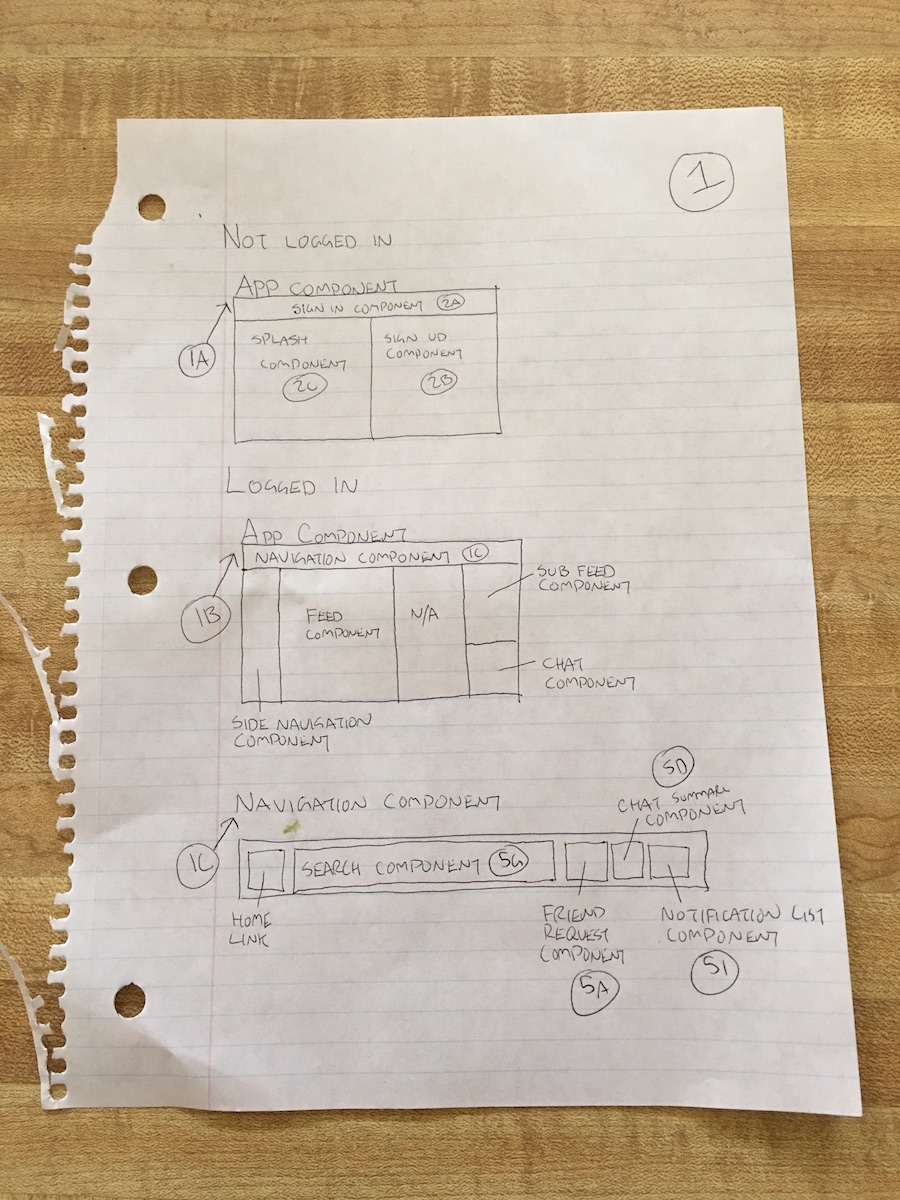 1
NOT LOGGED IN
APP COMPONENT
1A
SIGN IN COMPONENT 2A
SPLASH
COMPONENT
2C
SIGN UP
COMPONENT
2B
LOGGED IN
APP COMPONENT
1B
NAVIGATION COMPONENT 1C
FEED
COMPONENT
N/A
SUB FEED
COMPONENT
CHAT
COMPONENT
SIDE NAVIGATION
COMPONENT
5D
NAVIGATION COMPONENT
CHAT SUMMARE
COMPONENT
1C
SEARCH COMPONENT 5G
HOME
LINK
FRIEND
REQUEST
COMPONENT
5A
NOTIFICATION LIST
COMPONENT
5I